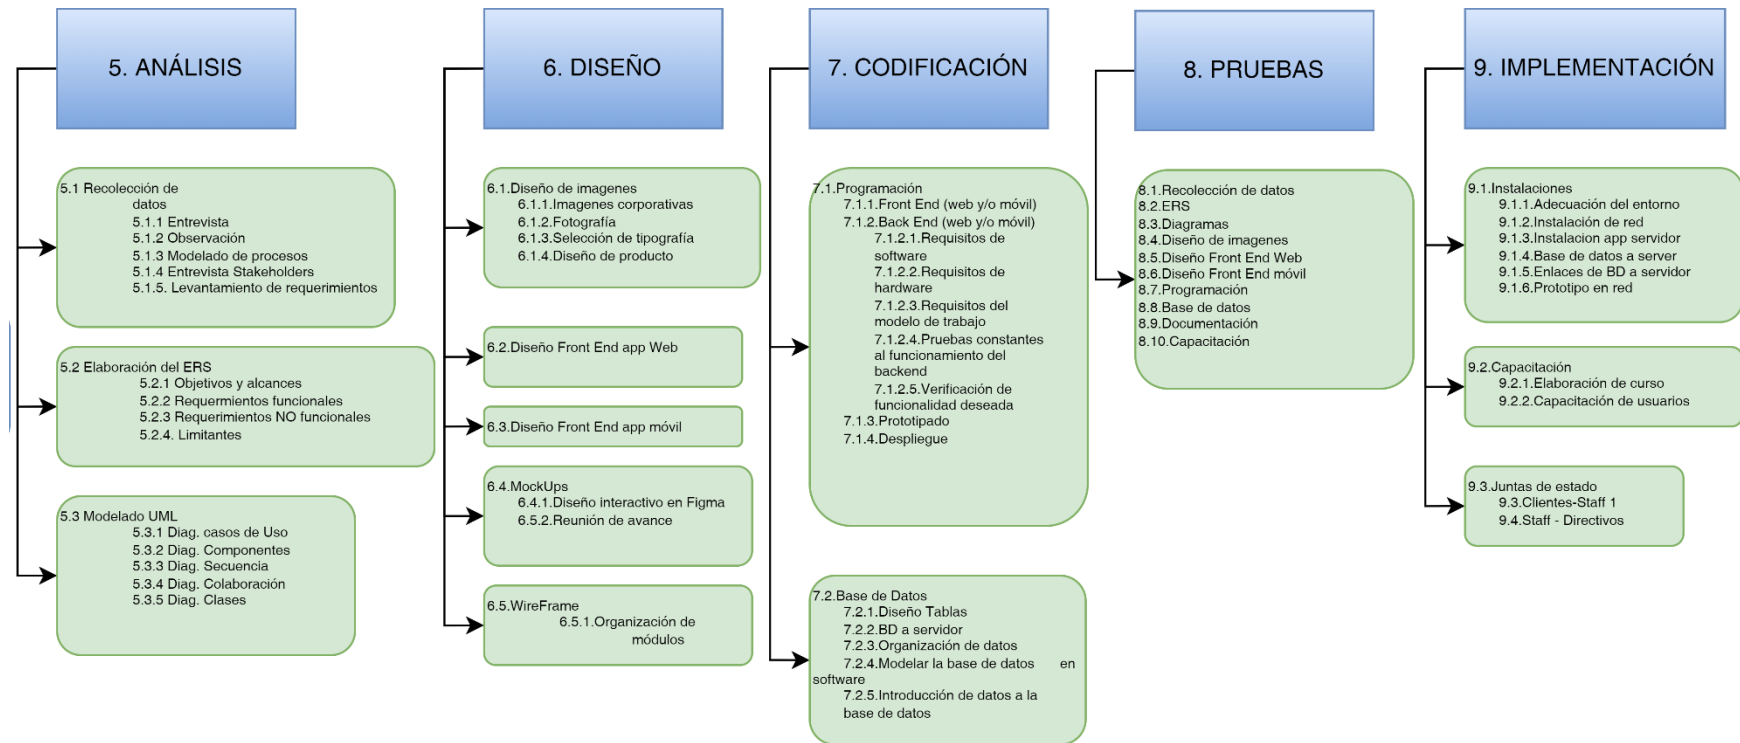 5. ANÁLISIS
5.1 Recolección de
datos
5.1.1 Entrevista
5.1.2 Observación
5.1.3 Modelado de procesos
5.1.4 Entrevista Stakeholders
5.1.5. Levantamiento de requerimientos
5.2 Elaboración del ERS
5.2.1 Objetivos y alcances
5.2.2 Requermientos funcionales
5.2.3 Requerimientos NO funcionales
5.2.4. Limitantes
5.3 Modelado UML
5.3.1 Diag. casos de Uso
5.3.2 Diag. Componentes
5.3.3 Diag. Secuencia
5.3.4 Diag. Colaboración
5.3.5 Diag. Clases
6. DISEÑO
6.1.Diseño de imagenes
6.1.1.Imagenes corporativas
6.1.2.Fotografía
6.1.3.Selección de tipografía
6.1.4.Diseño de producto
6.2.Diseño Front End app Web
6.3.Diseño Front End app móvil
6.4.MockUps
6.4.1.Diseño interactivo en Figma
6.5.2.Reunión de avance
6.5.WireFrame
6.5.1.Organización de
módulos
7. CODIFICACIÓN
7.1.Programación
7.1.1.Front End (web y/o móvil)
7.1.2.Back End (web y/o móvil)
7.1.2.1.Requisitos de
software
7.1.2.2.Requisitos de
hardware
7.1.2.3.Requisitos del
modelo de trabajo
7.1.2.4.Pruebas constantes
al funcionamiento del
backend
7.1.2.5.Verificación de
funcionalidad deseada
7.1.3.Prototipado
7.1.4.Despliegue
7.2.Base de Datos
7.2.1.Diseño Tablas
7.2.2.BD a servidor
7.2.3.Organización de datos
7.2.4.Modelar la base de datos en
software
7.2.5.Introducción de datos a la
base de datos
8. PRUEBAS
8.1.Recolección de datos
8.2.ERS
8.3.Diagramas
8.4.Diseño de imagenes
8.5.Diseño Front End Web
8.6.Diseño Front End móvil
8.7.Programación
8.8.Base de datos
8.9.Documentación
8.10.Capacitación
9. IMPLEMENTACIÓN
9.1.Instalaciones
9.1.1.Adecuación del entorno
9.1.2.Instalación de red
9.1.3.Instalacion app servidor
9.1.4.Base de datos a server
9.1.5.Enlaces de BD a servidor
9.1.6.Prototipo en red
9.2.Capacitación
9.2.1.Elaboración de curso
9.2.2.Capacitación de usuarios
9.3.Juntas de estado
9.3.Clientes-Staff 1
9.4.Staff - Directivos